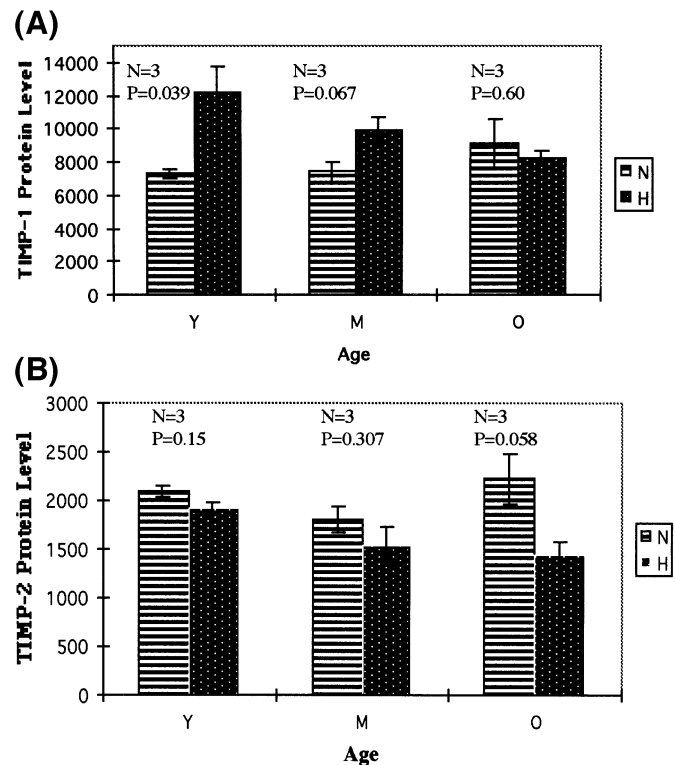 (A)
14000
12000
10000
8000
6000
4000
2000
0
TIMP-1 Protein Level
N=3
P=0.039
N=3
P=0.067
N=3
P=0.60
N
H
Y M O
Age
(B)
3000
2500
2000
1500
1000
500
0
TIMP-2 Protein Level
N=3
P=0.15
N=3
P=0.307
N=3
P=0.058
N
H
Y M O
Age